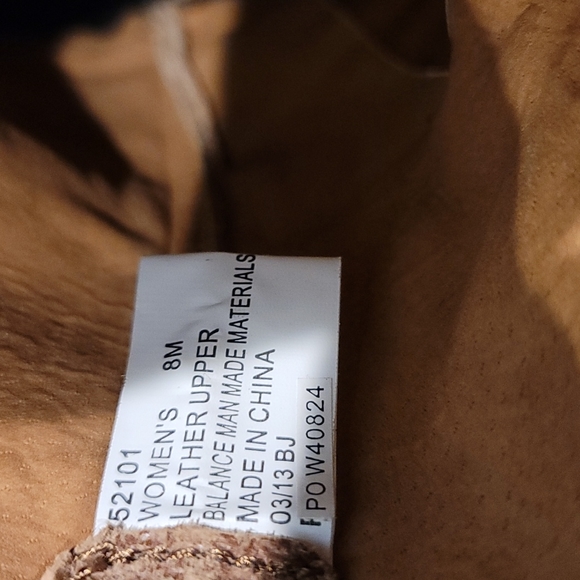 52101
WOMEN'S 8M
LEATHER UPPER
BALANCE MAN MADE MATERIALS
MADE IN CHINA
03/13 BJ
PO W40824